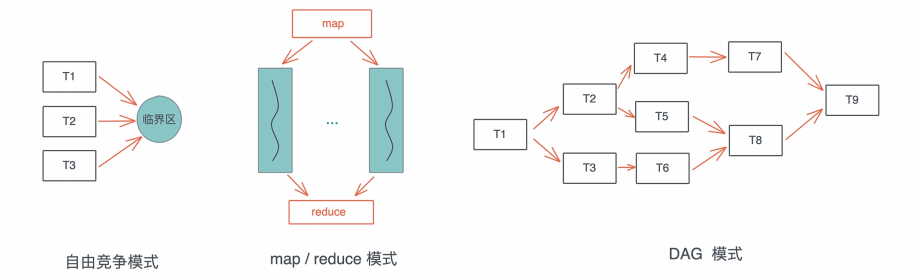 T1
T2
T3
临界区
自由竞争模式
map
...
reduce
map / reduce 模式
T1
T2
T3
T4
T5
T6
T7
T8
T9
DAG 模式